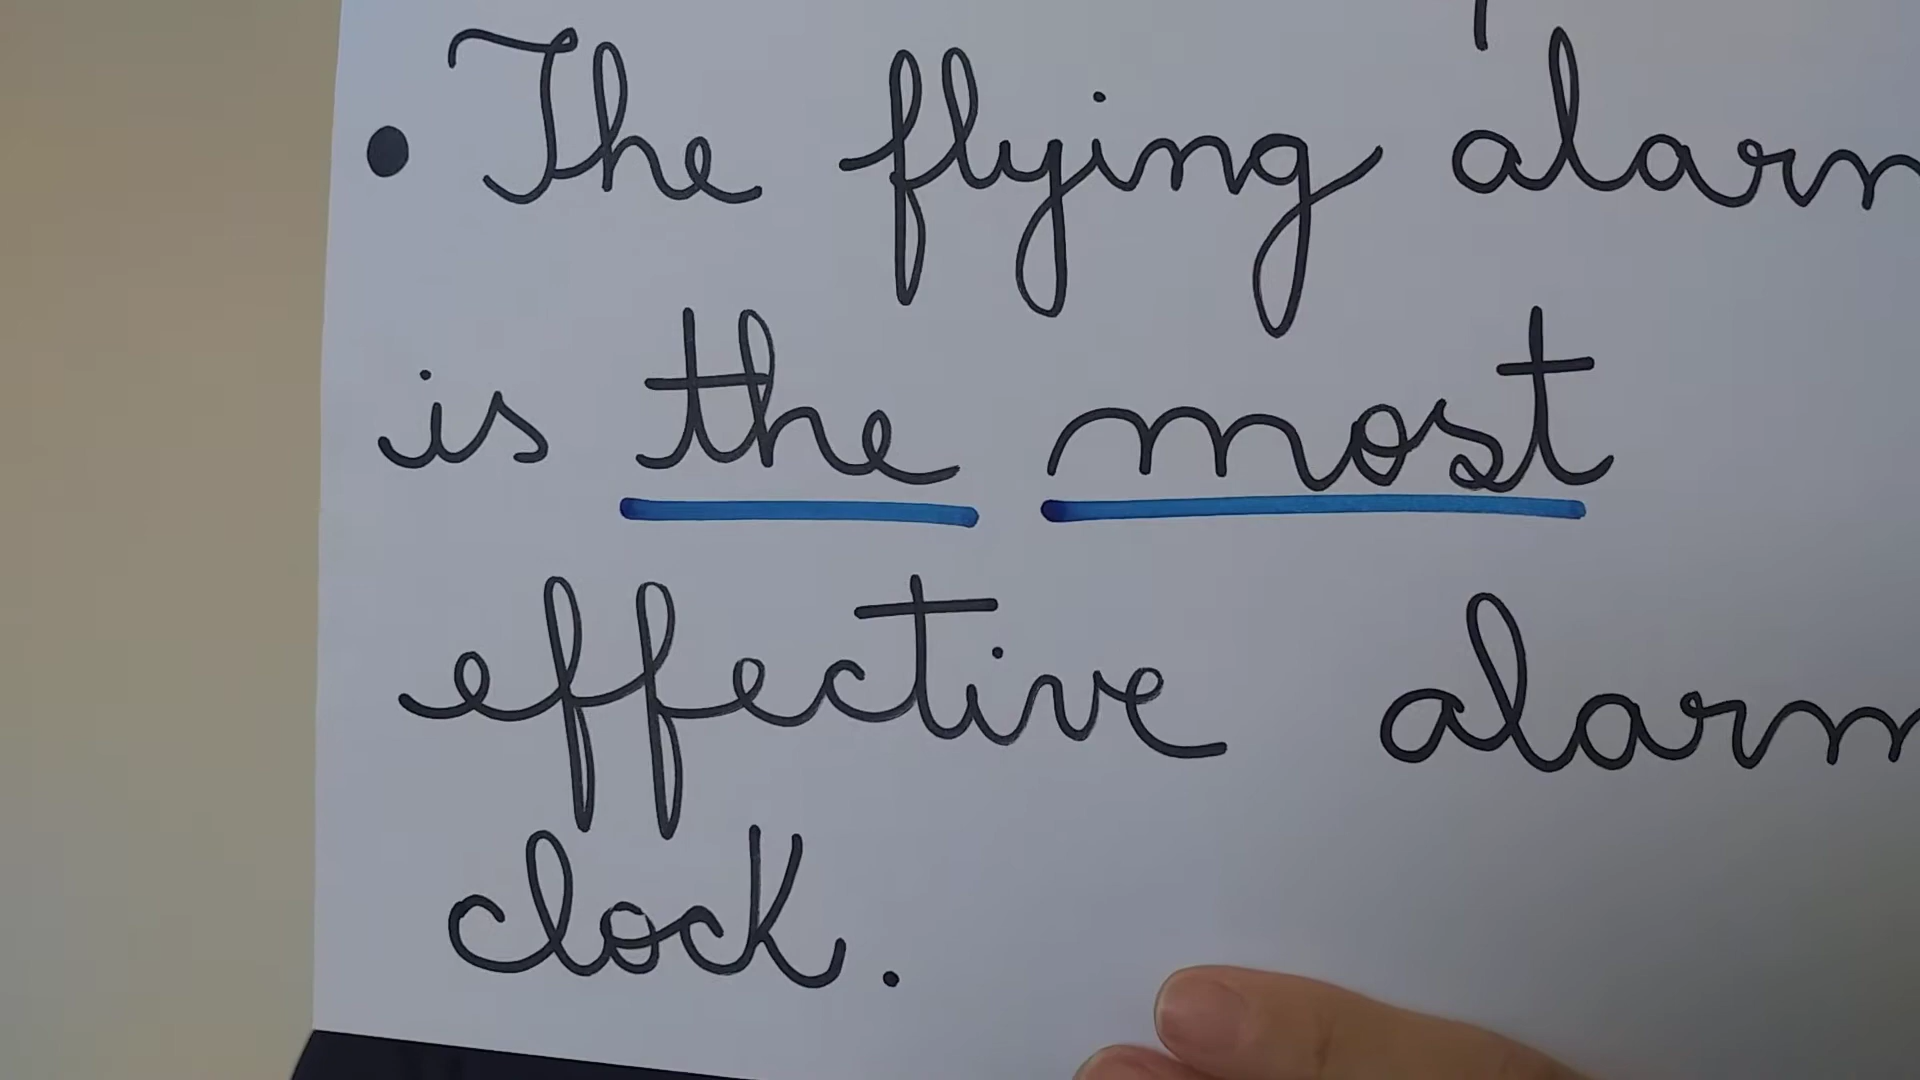 • The flying alarm
is the most
effective alarm
clock.